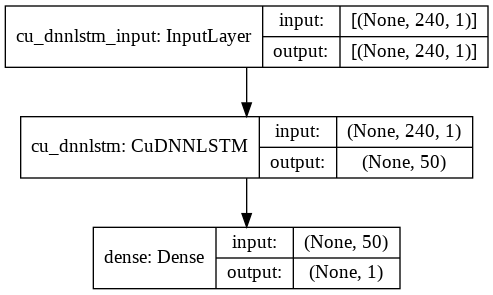 cu_dnnlstm_input: InputLayer
input: [(None, 240, 1)]
output: [(None, 240, 1)]
cu_dnnlstm: CuDNNLSTM
input: (None, 240, 1)
output: (None, 50)
dense: Dense
input: (None, 50)
output: (None, 1)